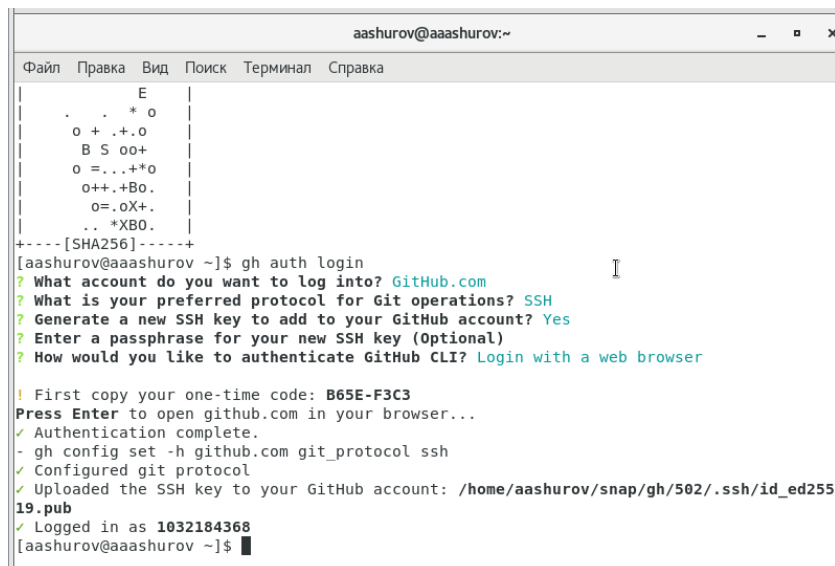 aashurov@aaashurov:~
Файл Правка Вид Поиск Терминал Справка
|             E     |
|     .   .  * o    |
|      o + .+.o     |
|       B S oo+     |
|      o =...+*o    |
|       o++.+Bo.    |
|        o=.oX+.    |
|       .. *XBO.    |
+----[SHA256]-----+
[aashurov@aaashurov ~]$ gh auth login
? What account do you want to log into? GitHub.com
? What is your preferred protocol for Git operations? SSH
? Generate a new SSH key to add to your GitHub account? Yes
? Enter a passphrase for your new SSH key (Optional)
? How would you like to authenticate GitHub CLI? Login with a web browser
! First copy your one-time code: B65E-F3C3
Press Enter to open github.com in your browser...
✓ Authentication complete.
- gh config set -h github.com git_protocol ssh
✓ Configured git protocol
✓ Uploaded the SSH key to your GitHub account: /home/aashurov/snap/gh/502/.ssh/id_ed255
19.pub
✓ Logged in as 1032184368
[aashurov@aaashurov ~]$